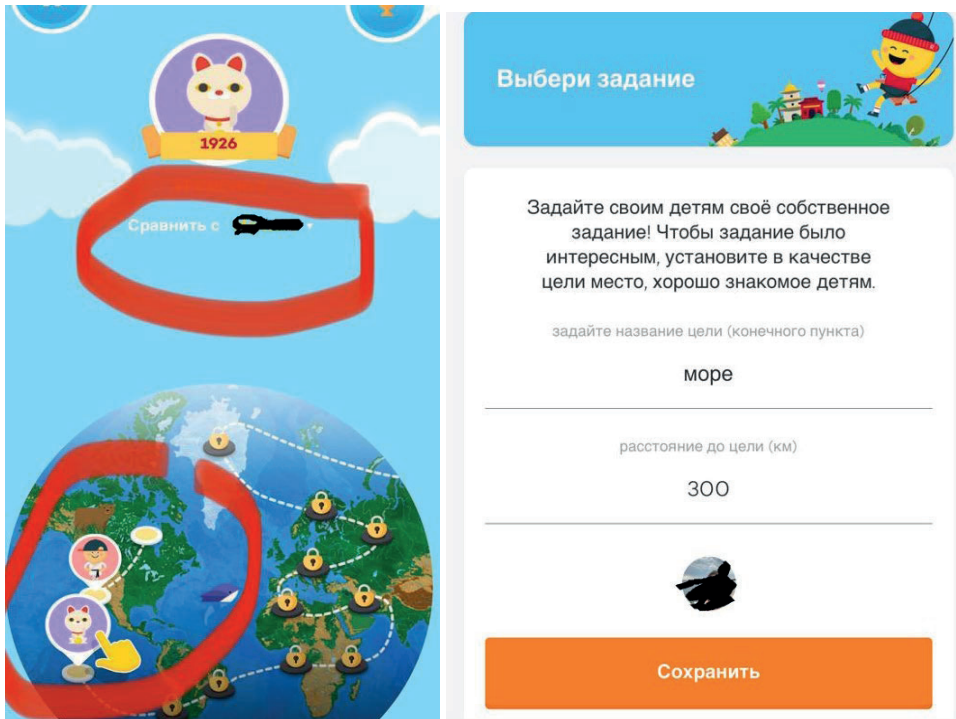 1926
Сравнить с
Выбери задание
Задайте своим детям своё собственное
задание! Чтобы задание было
интересным, установите в качестве
цели место, хорошо знакомое детям.
задайте название цели (конечного пункта)
море
расстояние до цели (км)
300
Сохранить